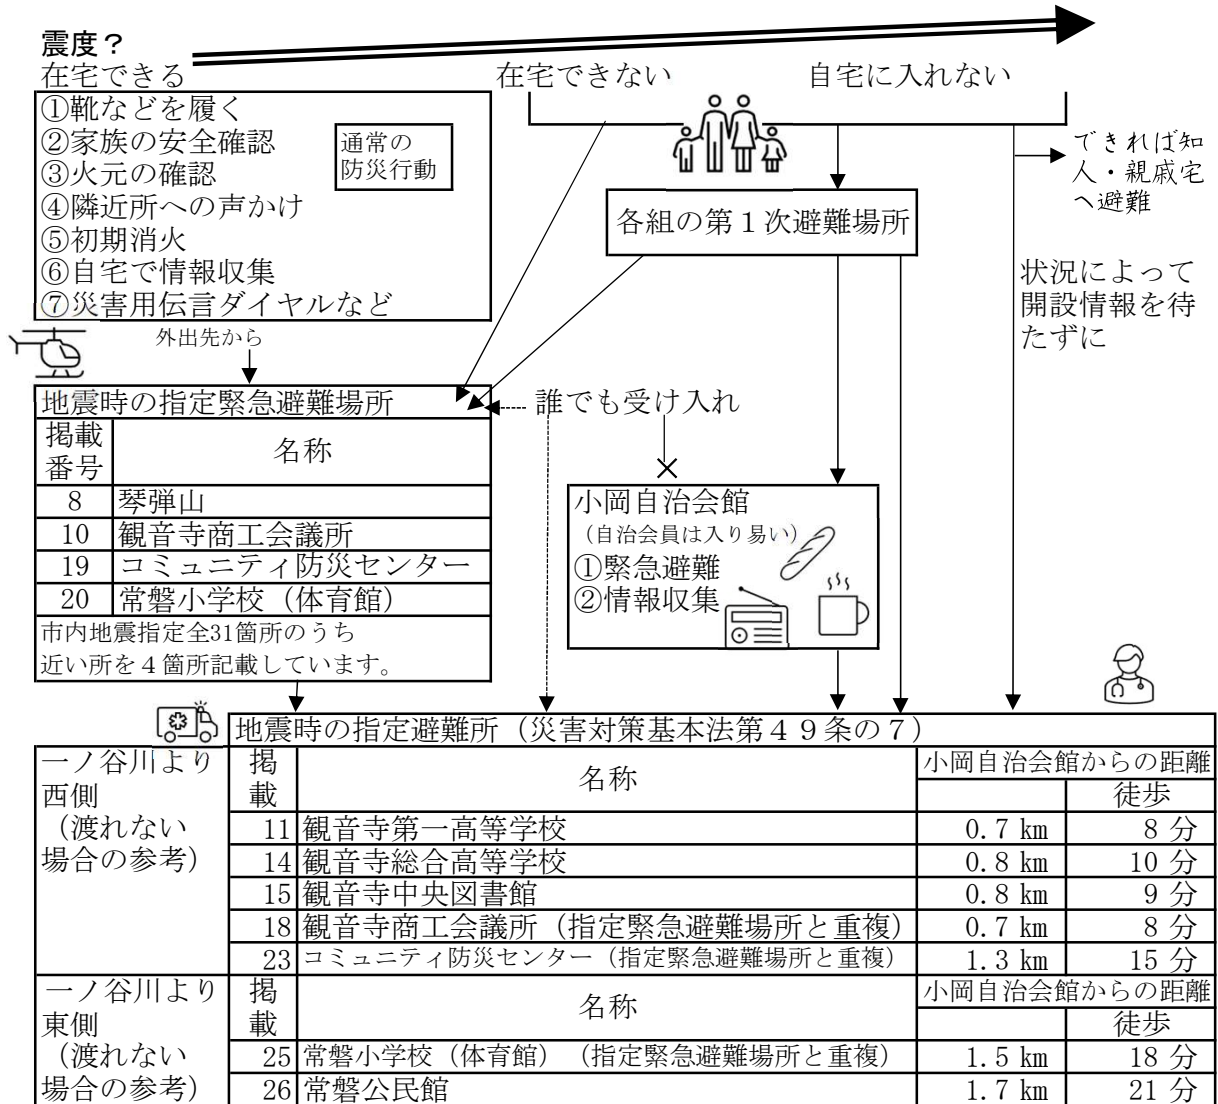 震度？
在宅できる
在宅できない
自宅に入れない
①靴などを履く
②家族の安全確認
③火元の確認
④隣近所への声かけ
⑤初期消火
⑥自宅で情報収集
⑦災害用伝言ダイヤルなど
通常の
防災行動
できれば知
人・親戚宅
へ避難
各組の第１次避難場所
状況によって
開設情報を待
たずに
外出先から
地震時の指定緊急避難場所
掲載
番号
名称
8 琴弾山
10 観音寺商工会議所
19 コミュニティ防災センター
20 常磐小学校（体育館）
市内地震指定全31箇所のうち
近い所を４箇所記載しています。
誰でも受け入れ
小岡自治会館
（自治会員は入り易い）
①緊急避難
②情報収集
地震時の指定避難所（災害対策基本法第４９条の７）
一ノ谷川より
西側
（渡れない
場合の参考）
掲
載
名称
小岡自治会館からの距離
徒歩
11 観音寺第一高等学校 0.7 km 8 分
14 観音寺総合高等学校 0.8 km 10 分
15 観音寺中央図書館 0.8 km 9 分
18 観音寺商工会議所（指定緊急避難場所と重複） 0.7 km 8 分
23 コミュニティ防災センター（指定緊急避難場所と重複） 1.3 km 15 分
一ノ谷川より
東側
（渡れない
場合の参考）
掲
載
名称
小岡自治会館からの距離
徒歩
25 常磐小学校（体育館）（指定緊急避難場所と重複） 1.5 km 18 分
26 常磐公民館 1.7 km 21 分